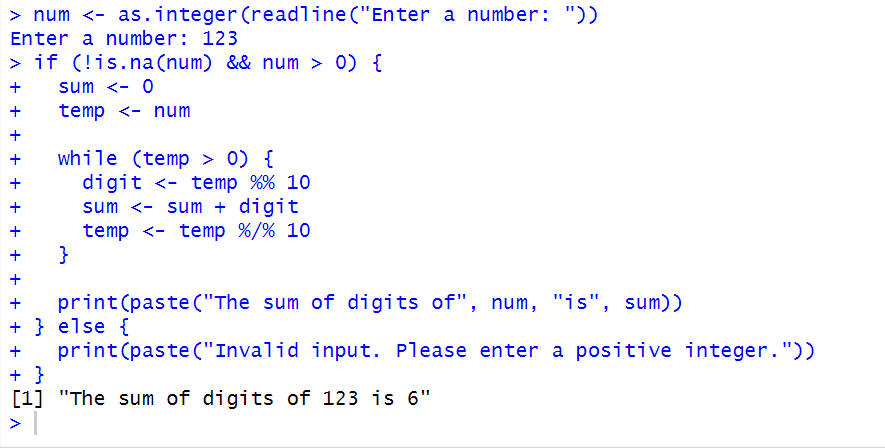 > num <- as.integer(readline("Enter a number: "))
Enter a number: 123
> if (!is.na(num) && num > 0) {
+   sum <- 0
+   temp <- num
+
+   while (temp > 0) {
+     digit <- temp %% 10
+     sum <- sum + digit
+     temp <- temp %/% 10
+   }
+
+   print(paste("The sum of digits of", num, "is", sum))
+ } else {
+   print(paste("Invalid input. Please enter a positive integer."))
+ }
[1] "The sum of digits of 123 is 6"
>